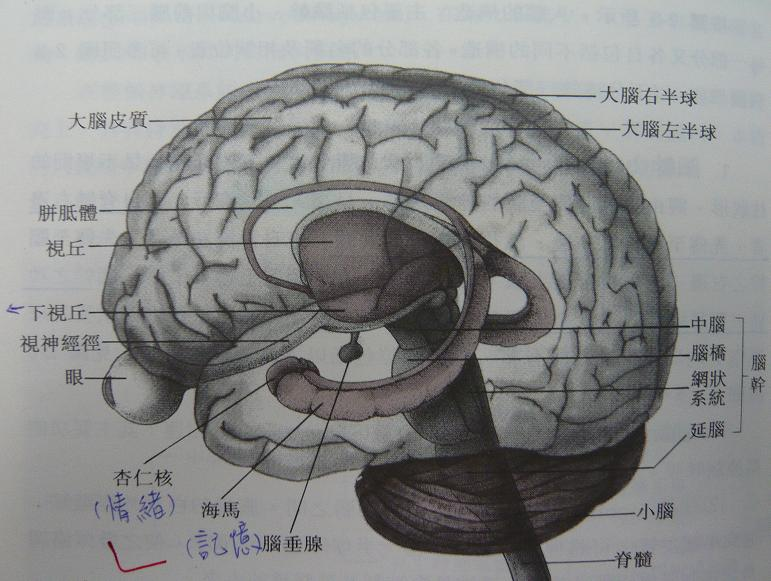 大腦皮質
胼胝體
視丘
下視丘
視神經徑
眼
杏仁核
(情緒)
海馬
(記憶)
腦垂腺
大腦右半球
大腦左半球
中腦
腦橋
網狀
系統
延腦
腦幹
小腦
脊髓